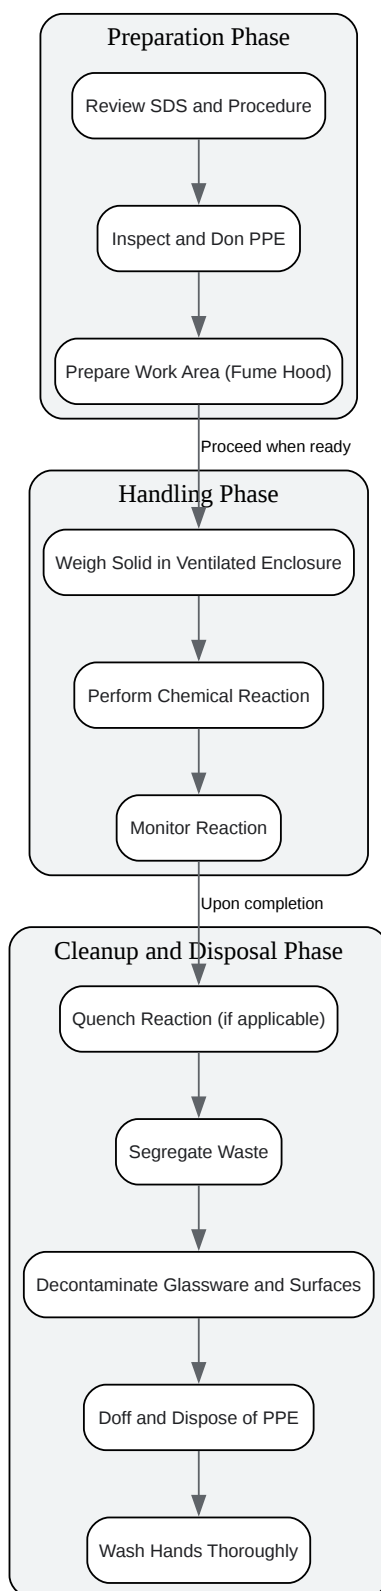 Preparation Phase
Review SDS and Procedure
Inspect and Don PPE
Prepare Work Area (Fume Hood)
Proceed when ready
Handling Phase
Weigh Solid in Ventilated Enclosure
Perform Chemical Reaction
Monitor Reaction
Upon completion
Cleanup and Disposal Phase
Quench Reaction (if applicable)
Segregate Waste
Decontaminate Glassware and Surfaces
Doff and Dispose of PPE
Wash Hands Thoroughly